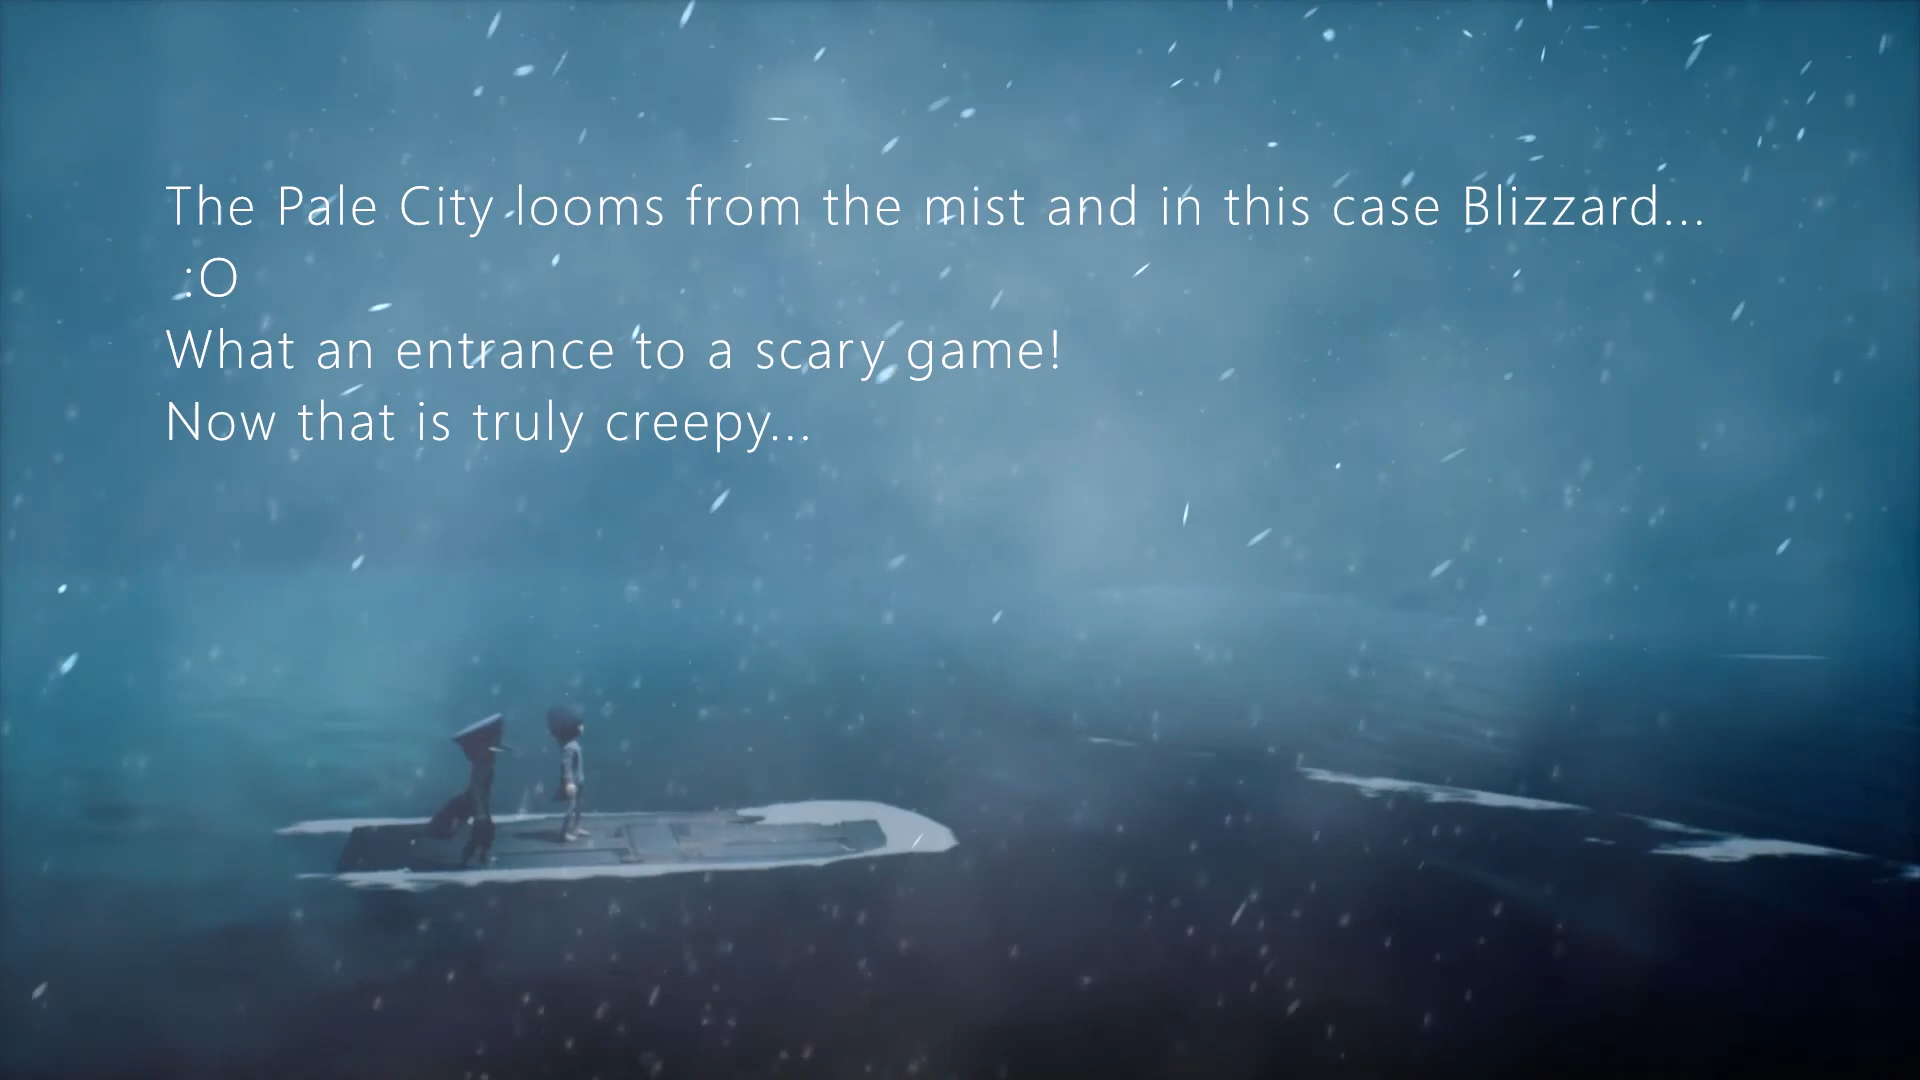 The Pale City looms from the mist and in this case Blizzard...
:O
What an entrance to a scary game!
Now that is truly creepy...